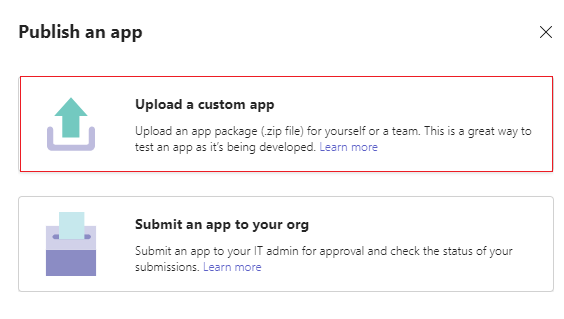 Publish an app
Upload a custom app
Upload an app package (.zip file) for yourself or a team. This is a great way to
test an app as it's being developed. Learn more
Submit an app to your org
Submit an app to your IT admin for approval and check the status of your
submissions. Learn more